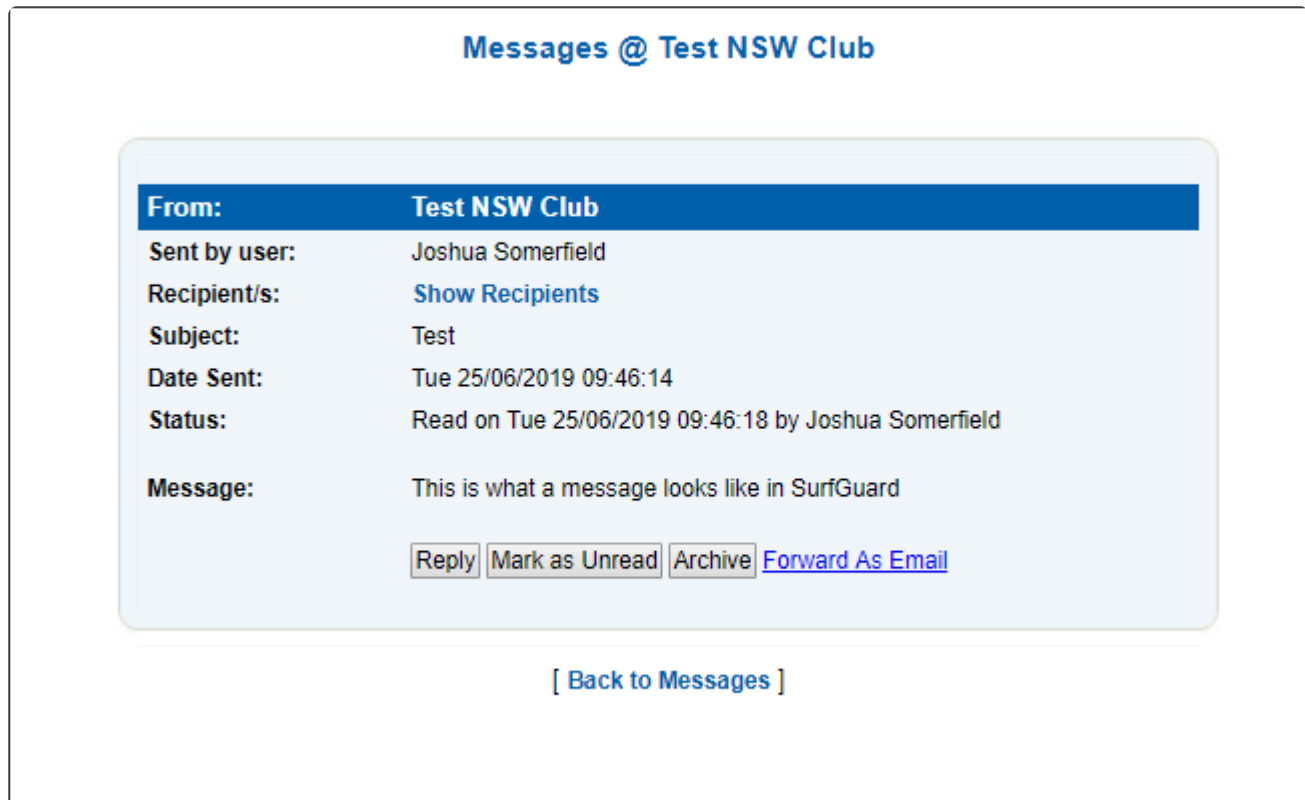 Messages @ Test NSW Club
From: Test NSW Club
Sent by user: Joshua Somerfield
Recipient/s: Show Recipients
Subject: Test
Date Sent: Tue 25/06/2019 09:46:14
Status: Read on Tue 25/06/2019 09:46:18 by Joshua Somerfield
Message: This is what a message looks like in SurfGuard
Reply Mark as Unread Archive Forward As Email
[ Back to Messages ]